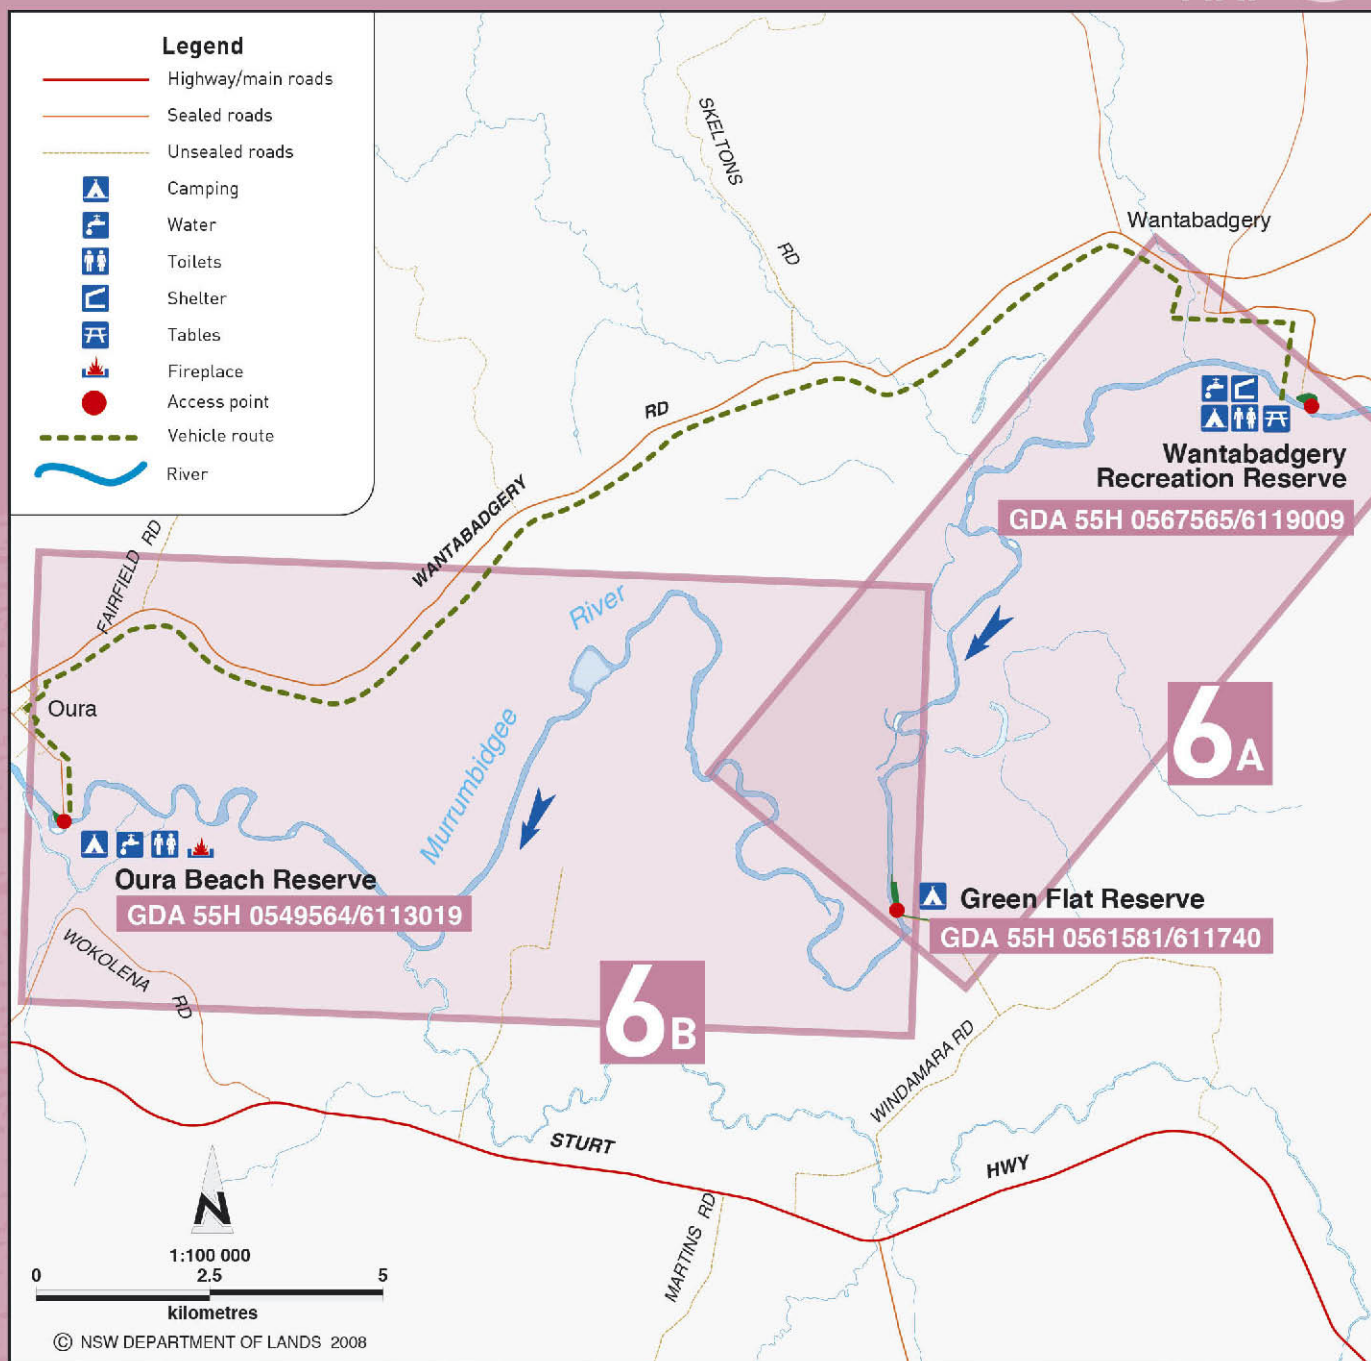 Legend
Highway/main roads
Sealed roads
Unsealed roads
Camping
Water
Toilets
Shelter
Tables
Fireplace
Access point
Vehicle route
River
SKELTONS
RD
Wantabadgery
RD
WANTABADGERY
Wantabadgery
Recreation Reserve
GDA 55H 0567565/6119009
FAIRFIELD RD
River
Murrumbidgee
Oura
6A
Oura Beach Reserve
GDA 55H 0549564/6113019
Green Flat Reserve
GDA 55H 0561581/611740
WOKOLENA
RD
6B
WINDAMARA RD
STURT
HWY
MARTINS RD
N
1:100 000
0 2.5 5
kilometres
© NSW DEPARTMENT OF LANDS 2008